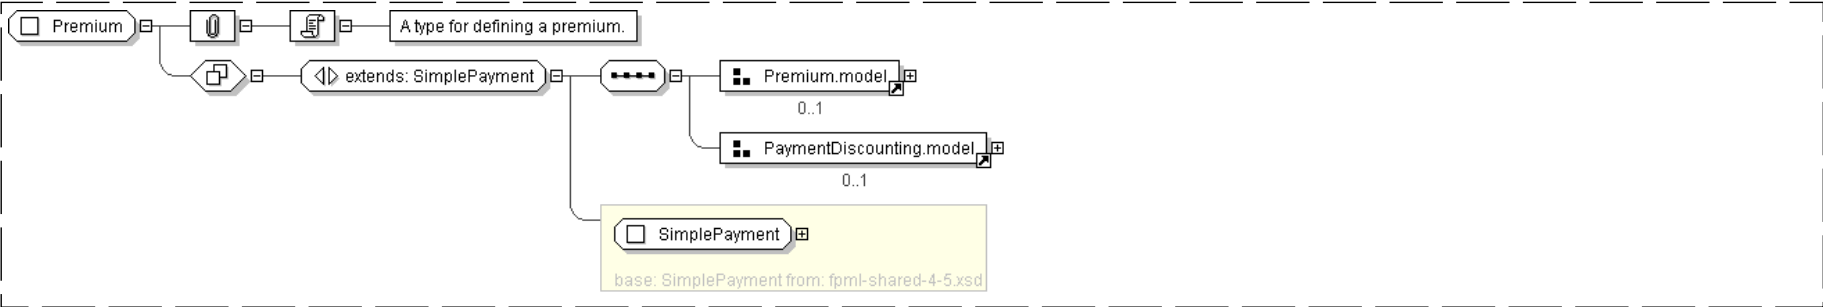 Premium
A type for defining a premium.
extends: SimplePayment
Premium.model
0..1
PaymentDiscounting.model
0..1
SimplePayment
base: SimplePayment from: fpml-shared-4-5.xsd